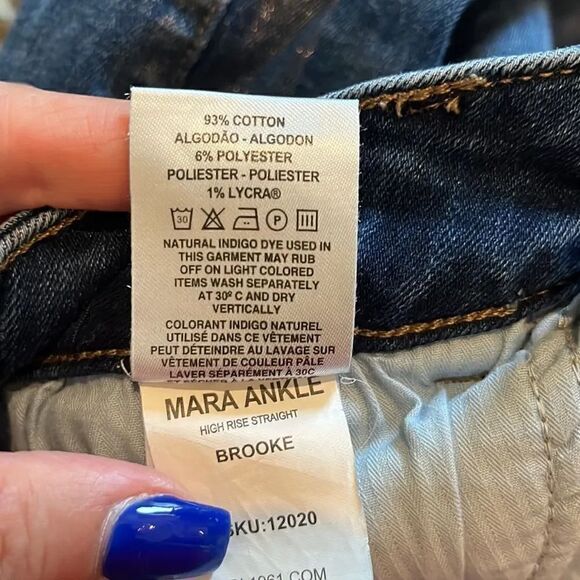 93% COTTON
ALGODÃO - ALGODON
6% POLYESTER
POLIESTER - POLIESTER
1% LYCRA®
30 P
NATURAL INDIGO DYE USED IN
THIS GARMENT MAY RUB
OFF ON LIGHT COLORED
ITEMS WASH SEPARATELY
AT 30º C AND DRY
VERTICALLY
COLORANT INDIGO NATUREL
UTILISÉ DANS CE VÊTEMENT
PEUT DÉTEINDRE AU LAVAGE SUR
VÊTEMENT DE COULEUR PÂLE
LAVER SÉPARÉMENT À 30C
MARA ANKLE
HIGH RISE STRAIGHT
BROOKE
SKU:12020
1961.COM